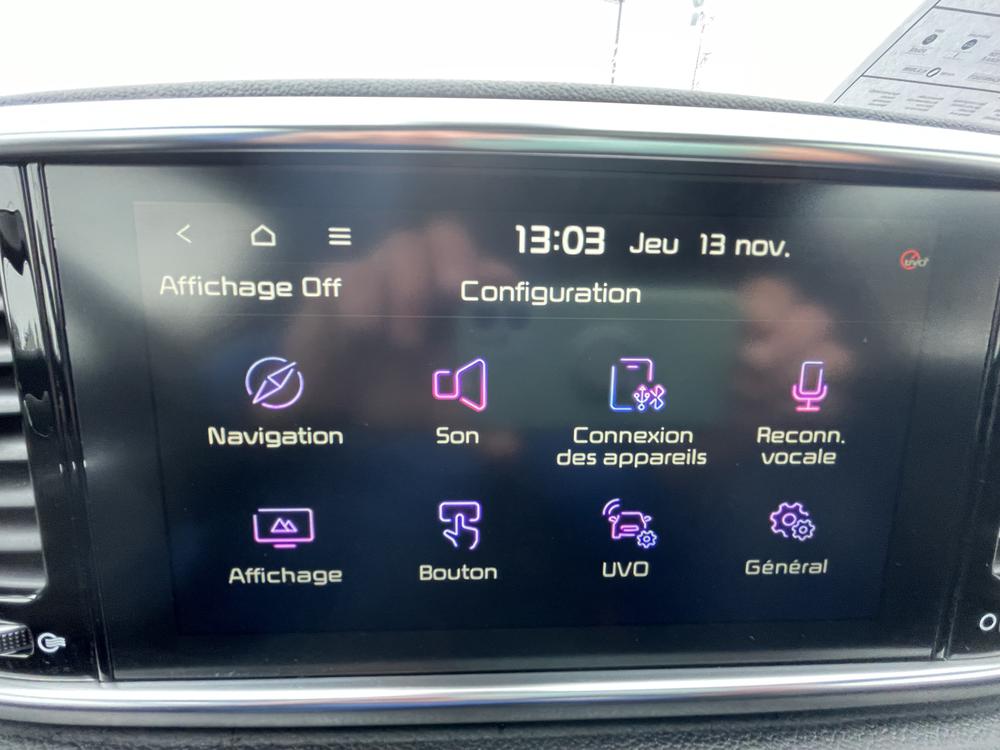 13:03 Jeu 13 nov.
UVO
Affichage Off
Configuration
Navigation
Son
Connexion
des appareils
Reconn.
vocale
Affichage
Bouton
UVO
Général